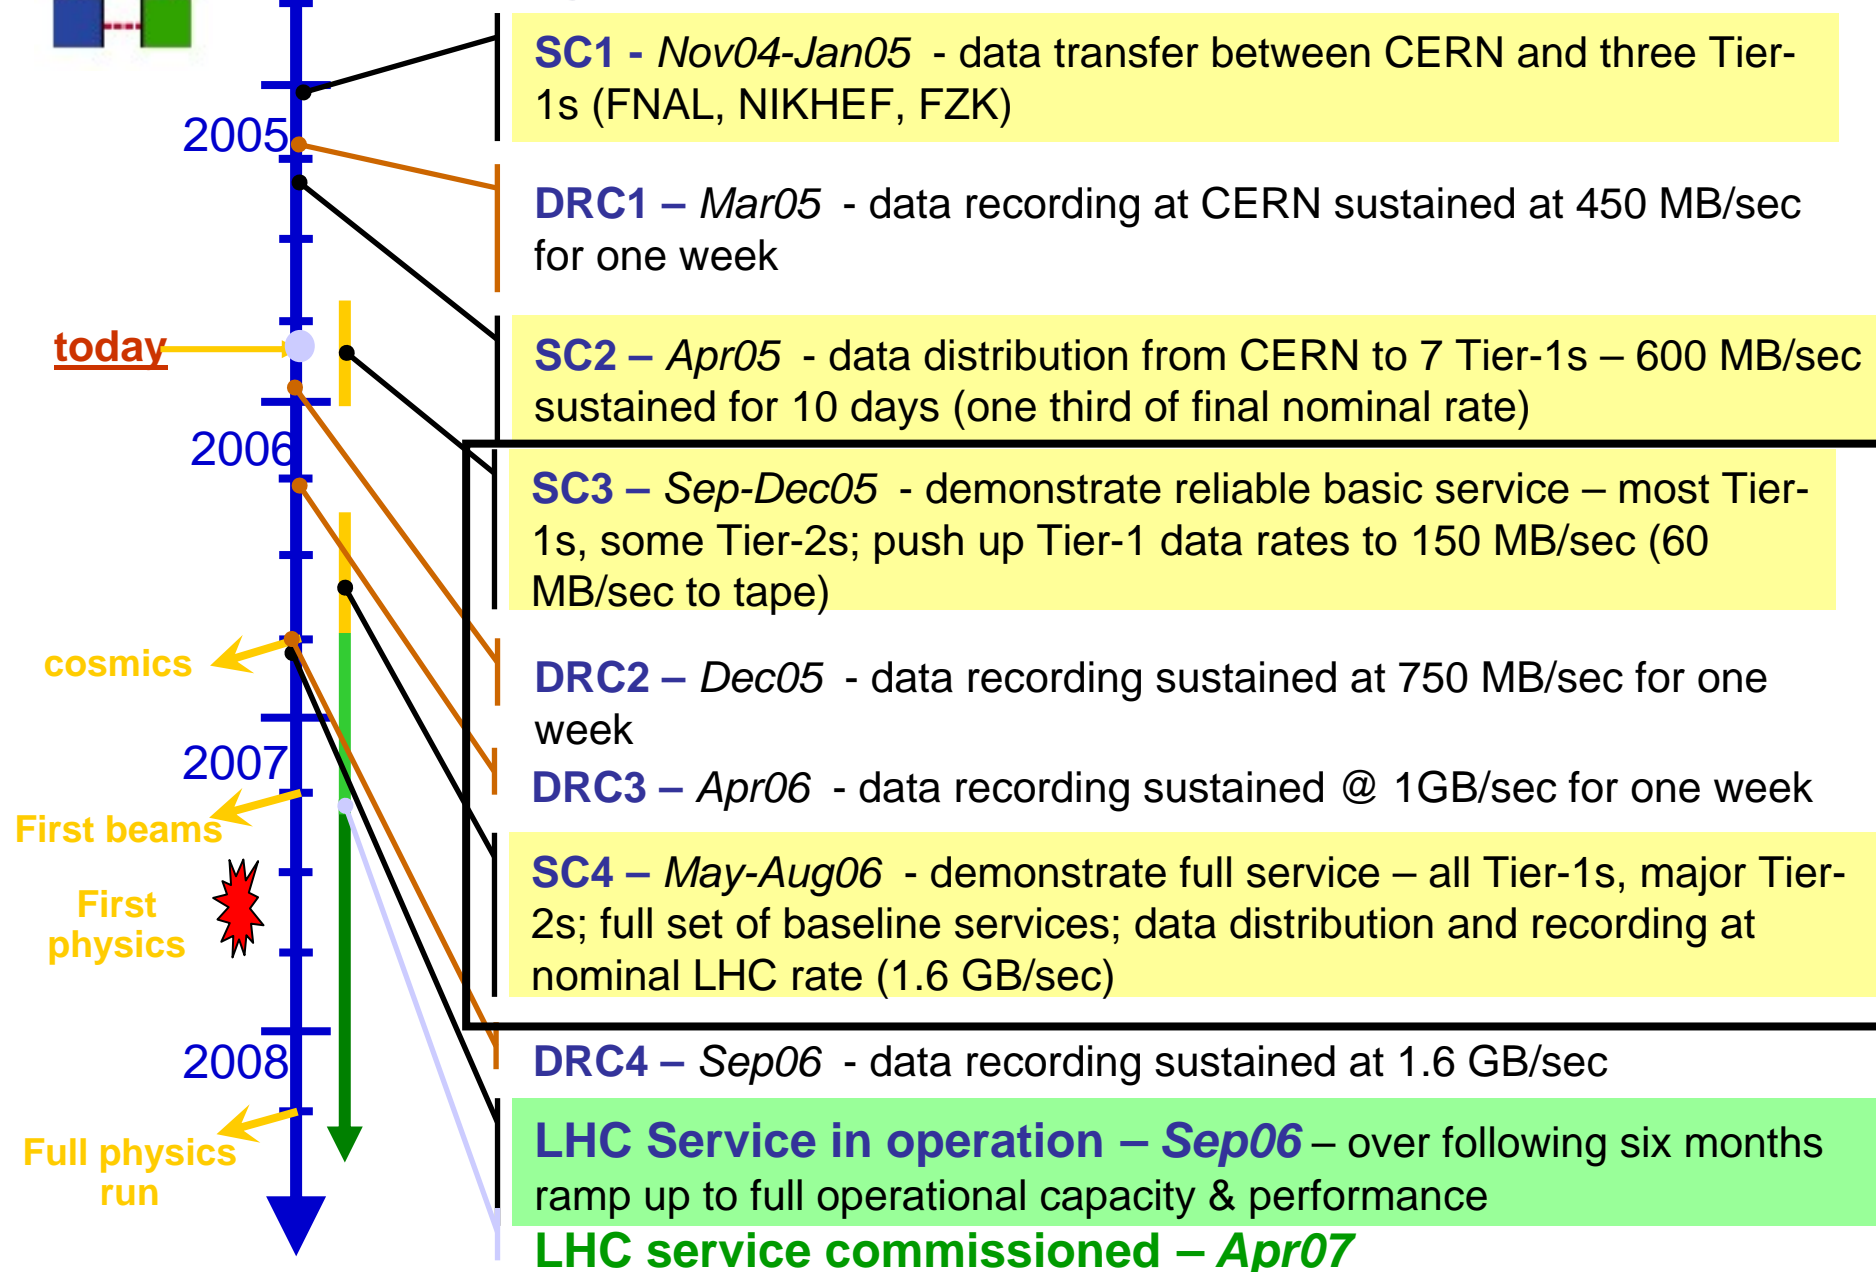 SC1 - Nov04-Jan05 - data transfer between CERN and three Tier-
1s (FNAL, NIKHEF, FZK)
2005
DRC1 – Mar05 - data recording at CERN sustained at 450 MB/sec
for one week
today
SC2 – Apr05 - data distribution from CERN to 7 Tier-1s – 600 MB/sec
sustained for 10 days (one third of final nominal rate)
2006
SC3 – Sep-Dec05 - demonstrate reliable basic service – most Tier-
1s, some Tier-2s; push up Tier-1 data rates to 150 MB/sec (60
MB/sec to tape)
cosmics
DRC2 – Dec05 - data recording sustained at 750 MB/sec for one
week
2007
DRC3 – Apr06 - data recording sustained @ 1GB/sec for one week
First beams
SC4 – May-Aug06 - demonstrate full service – all Tier-1s, major Tier-
2s; full set of baseline services; data distribution and recording at
nominal LHC rate (1.6 GB/sec)
First
physics
2008
DRC4 – Sep06 - data recording sustained at 1.6 GB/sec
Full physics
run
LHC Service in operation – Sep06 – over following six months
ramp up to full operational capacity & performance
LHC service commissioned – Apr07